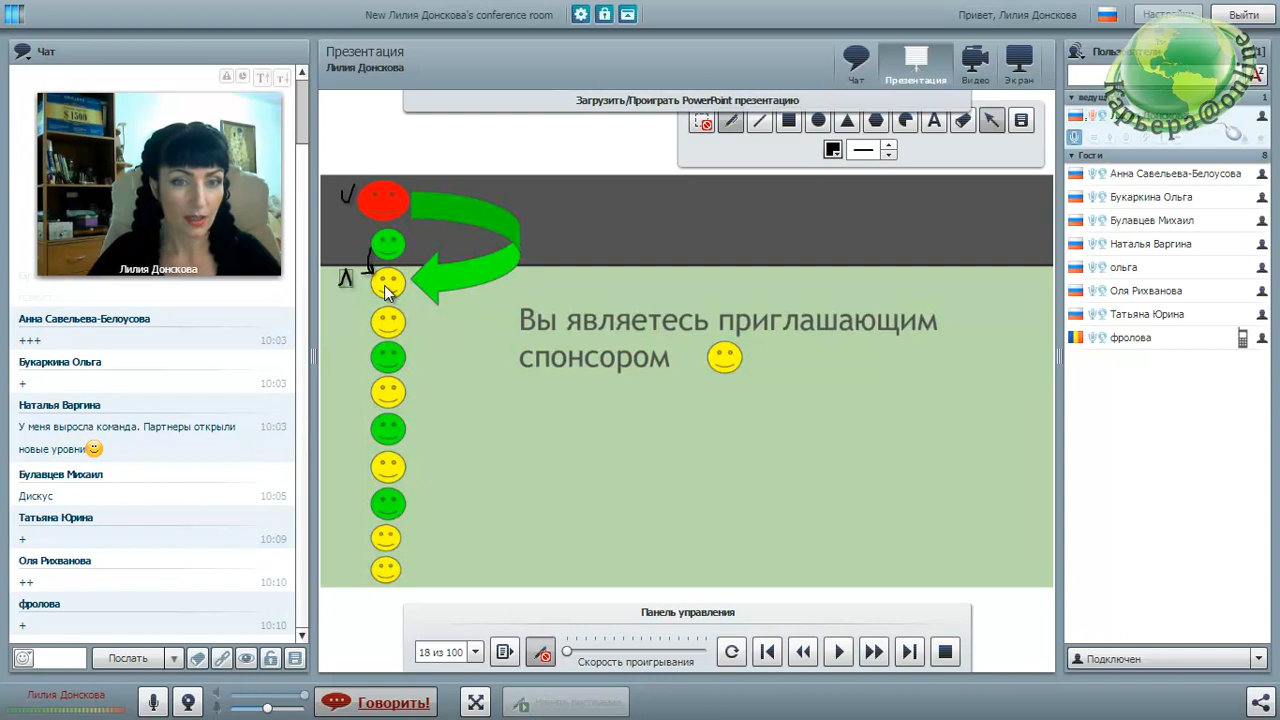 New Лилия Донскова's conference room
Привет, Лилия Донскова
Настройки
Выйти
Чат
$ 1500
Лилия Донскова
Анна Савельева-Белоусова
+++ 10:03
Букаркина Ольга
+ 10:03
Наталья Варгина
У меня выросла команда. Партнеры открыли 10:03
новые уровни
Булавцев Михаил
Дискус 10:05
Татьяна Юрина
+ 10:09
Оля Рихванова
++ 10:10
фролова
+ 10:10
Послать
Презентация
Лилия Донскова
Чат
Презентация
Видео
Экран
Загрузить/Проиграть PowerPoint презентацию
A
Вы являетесь приглашающим
спонсором
Панель управления
18 из 100
Скорость проигрывания
Карьера@online
1
Гости 8
Анна Савельева-Белоусова
Букаркина Ольга
Булавцев Михаил
Наталья Варгина
ольга
Оля Рихванова
Татьяна Юрина
фролова
Подключен
Лилия Донскова
Говорить!